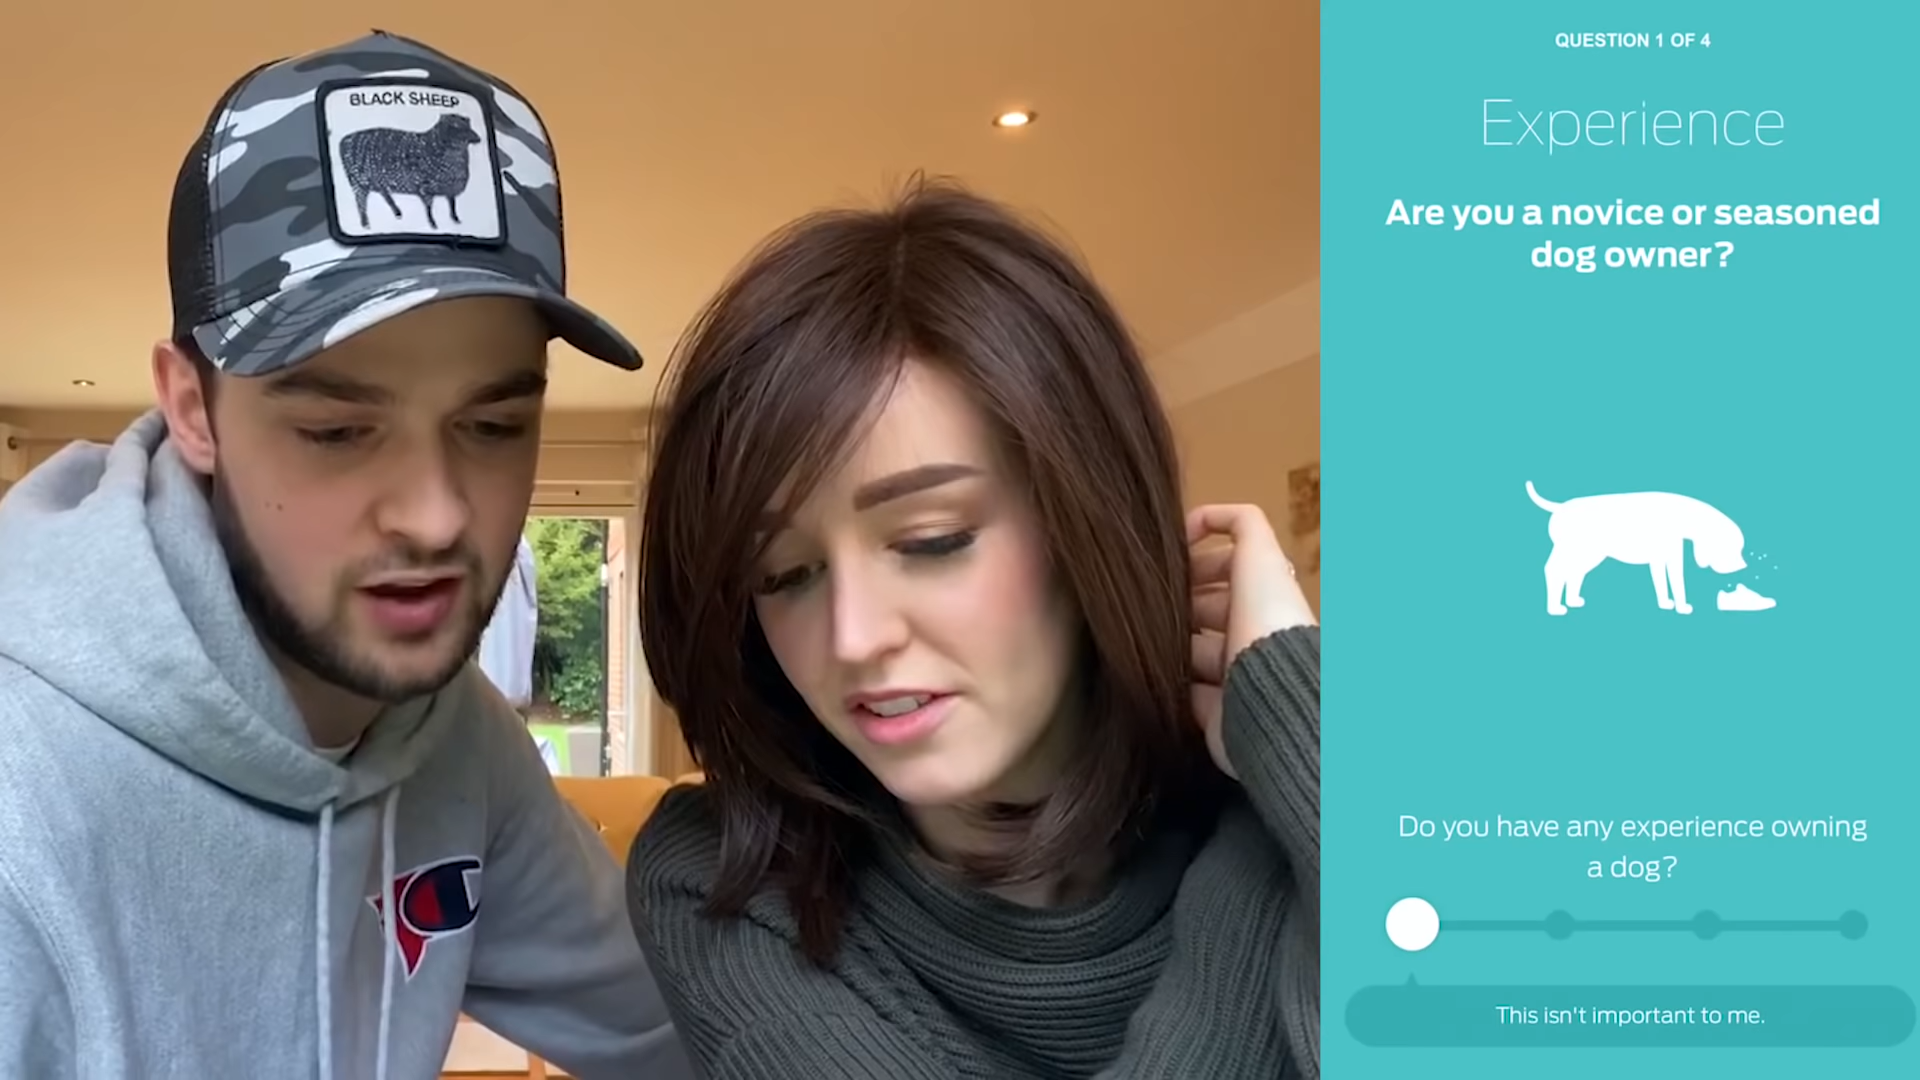 BLACK SHEEP
QUESTION 1 OF 4
Experience
Are you a novice or seasoned
dog owner?
Do you have any experience owning
a dog?
This isn't important to me.